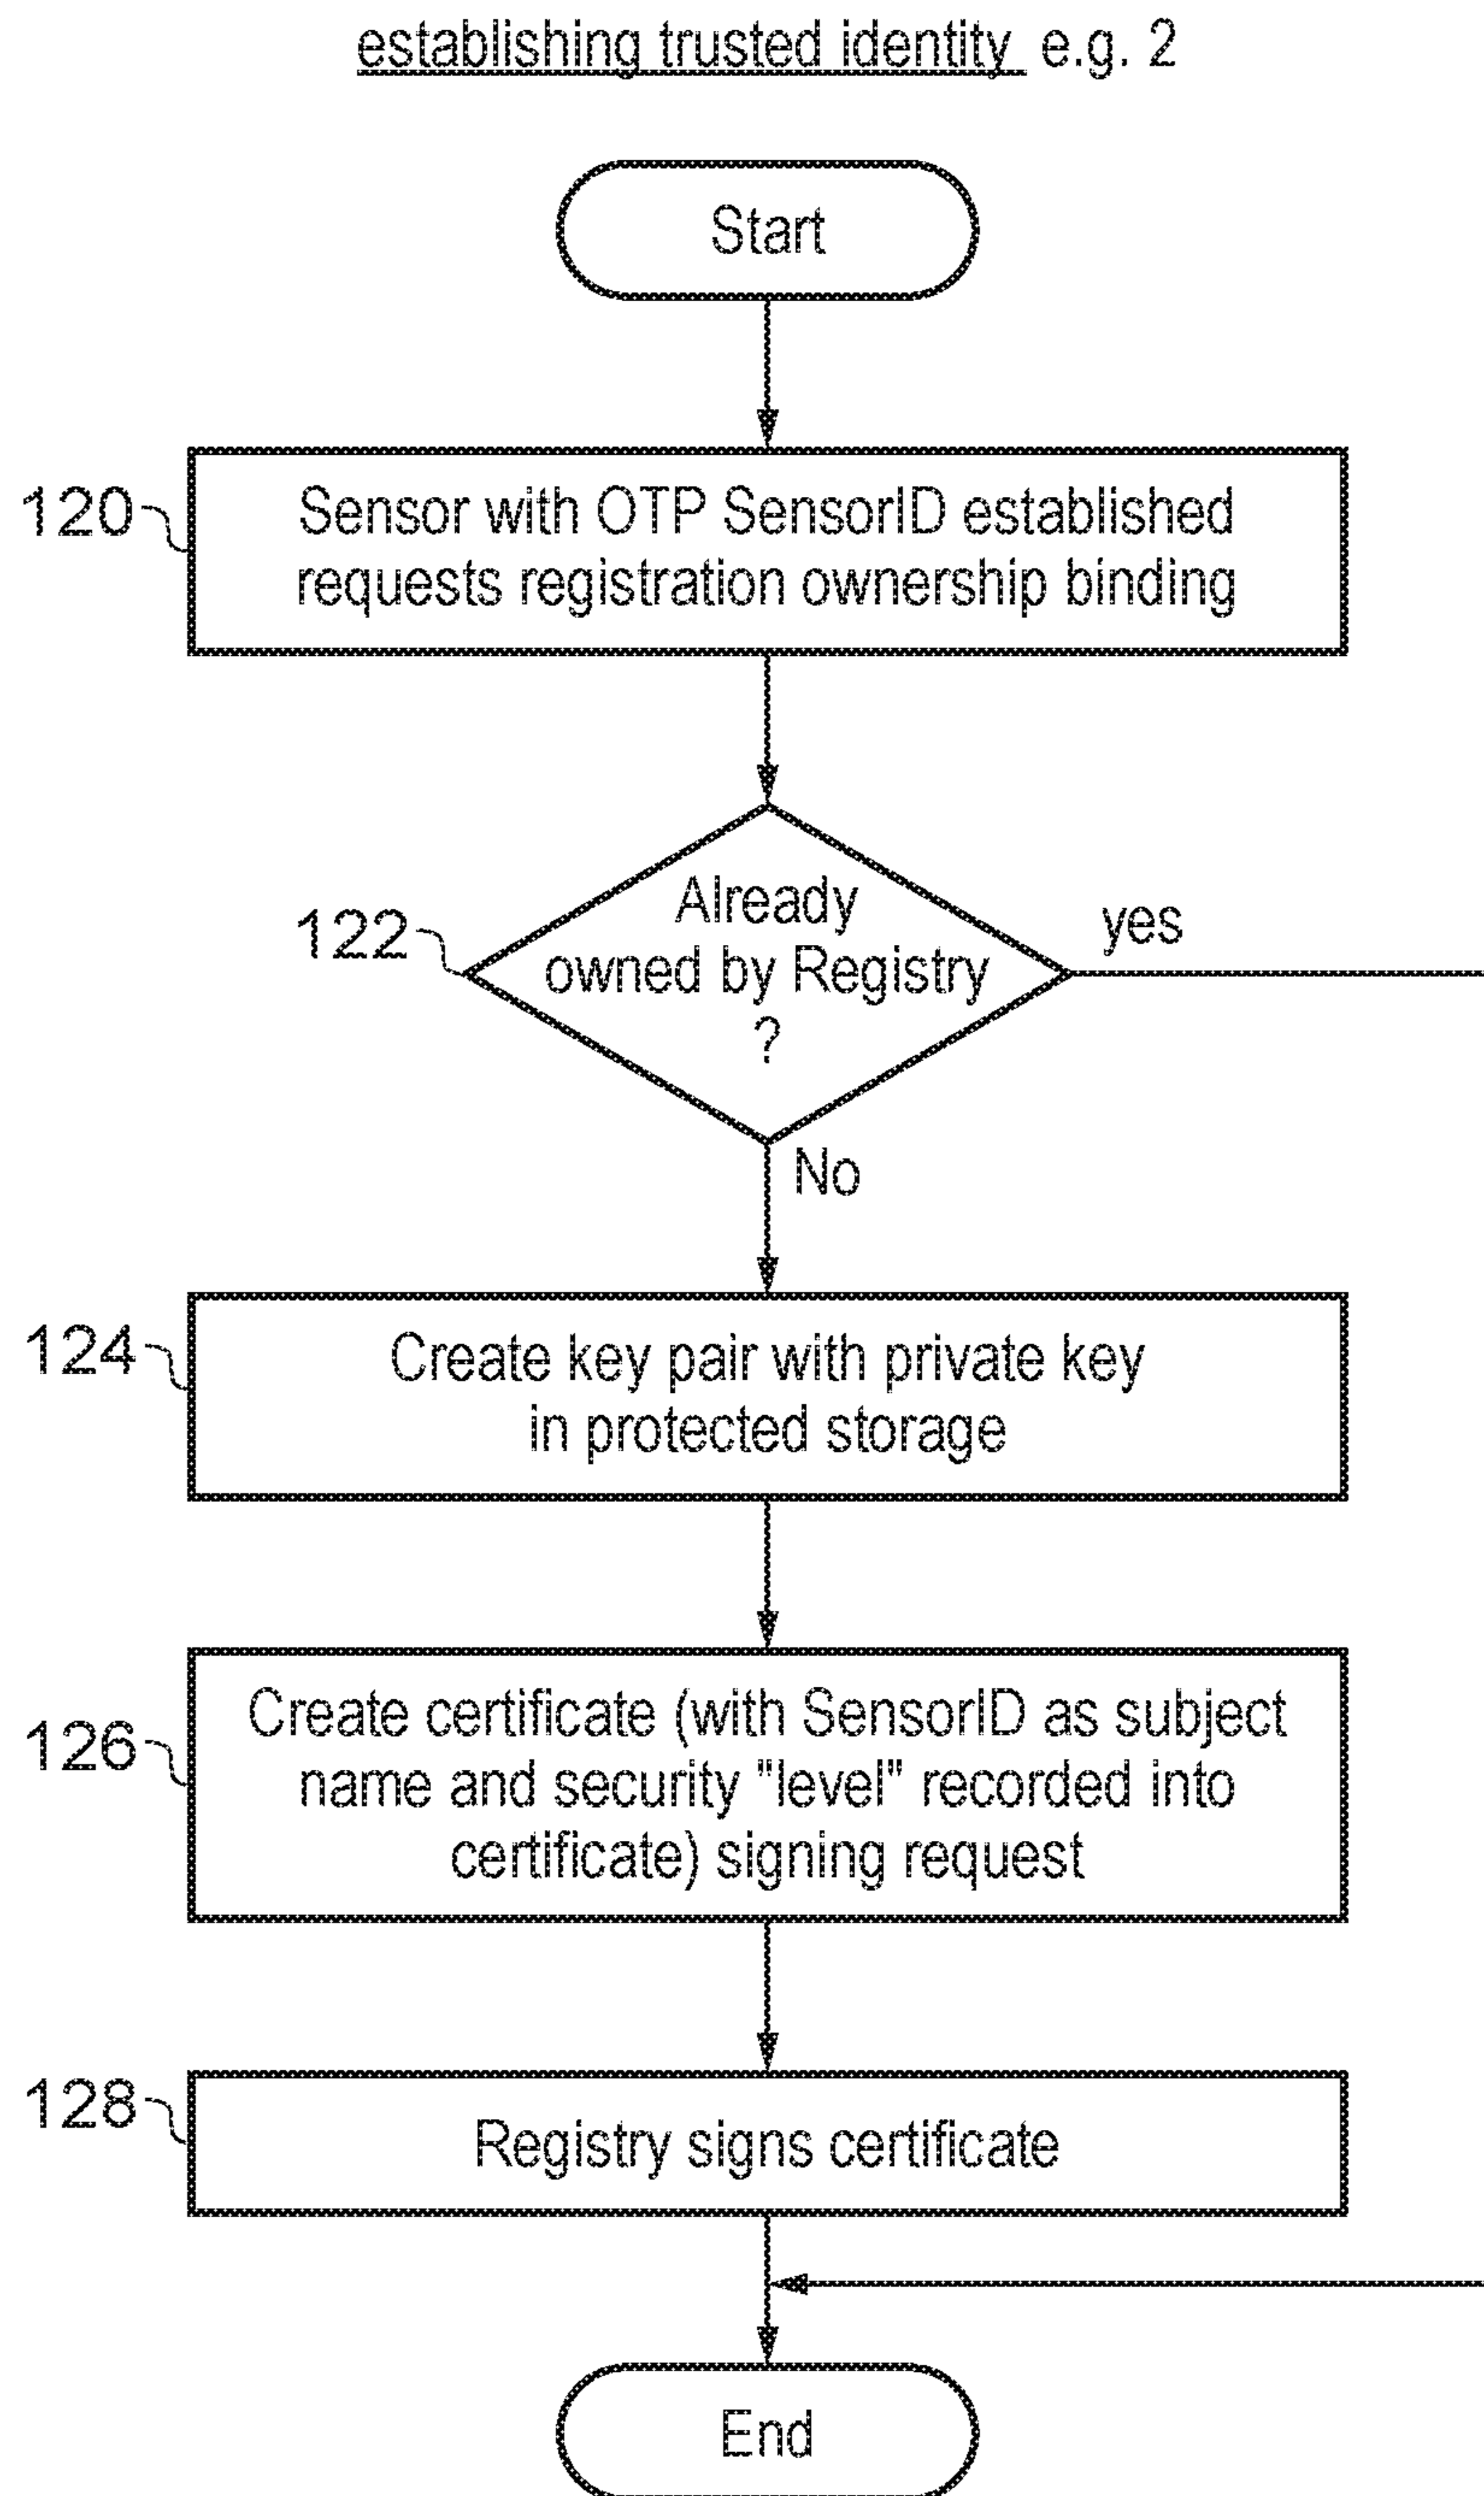 establishing trusted identity e.g. 2
Start
120
Sensor with OTP SensorID established
requests registration ownership binding
122
Already
owned by Registry
?
yes
No
124
Create key pair with private key
in protected storage
126
Create certificate (with SensorID as subject
name and security "level" recorded into
certificate) signing request
128
Registry signs certificate
End